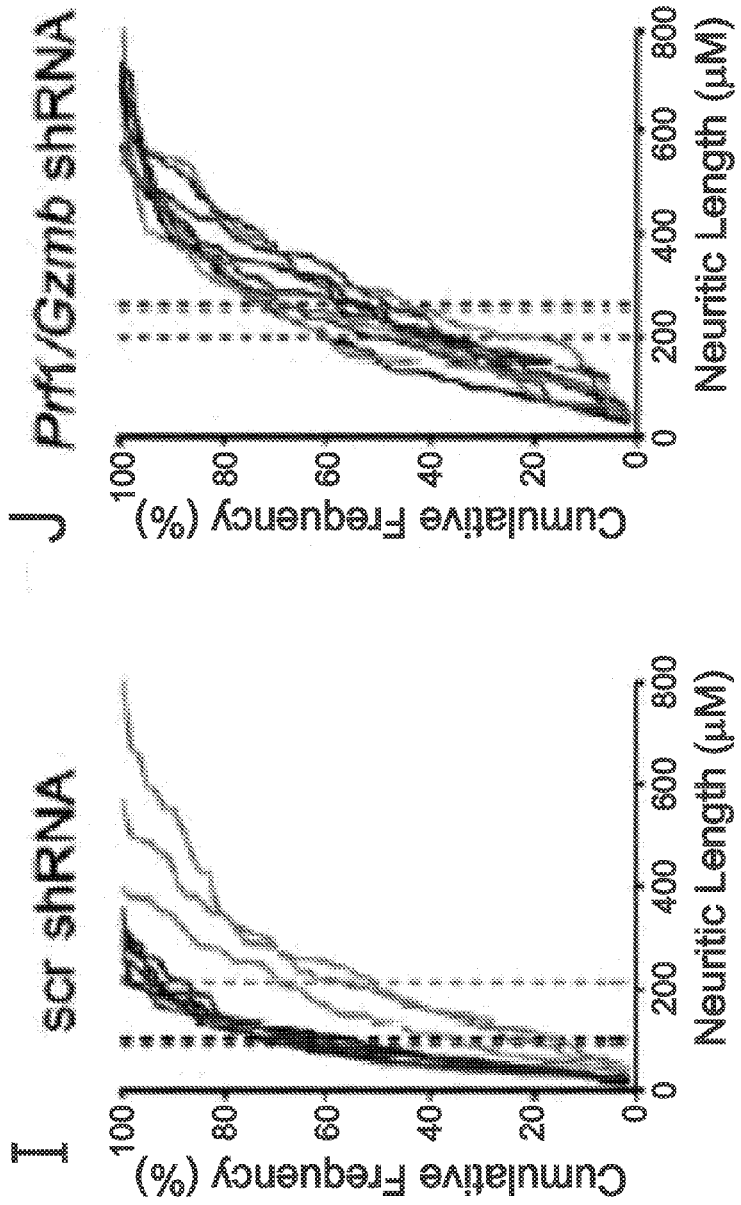 I
scr shRNA
Cumulative Frequency (%)
100
80
60
40
20
0
0
200
400
600
800
Neuritic Length (µM)
J
Prf1/Gzmb shRNA
Cumulative Frequency (%)
100
80
60
40
20
0
0
200
400
600
800
Neuritic Length (µM)